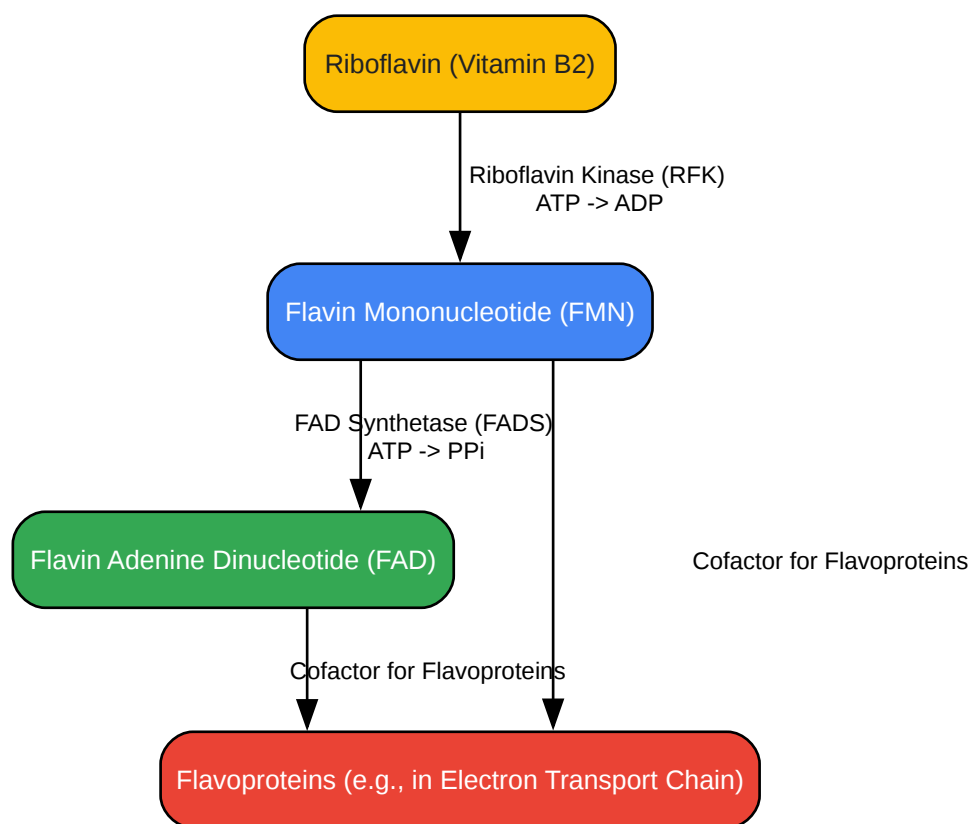 Riboflavin (Vitamin B2)
Riboflavin Kinase (RFK)
ATP -> ADP
Flavin Mononucleotide (FMN)
FAD Synthetase (FADS)
ATP -> PPi
Flavin Adenine Dinucleotide (FAD)
Cofactor for Flavoproteins
Cofactor for Flavoproteins
Flavoproteins (e.g., in Electron Transport Chain)